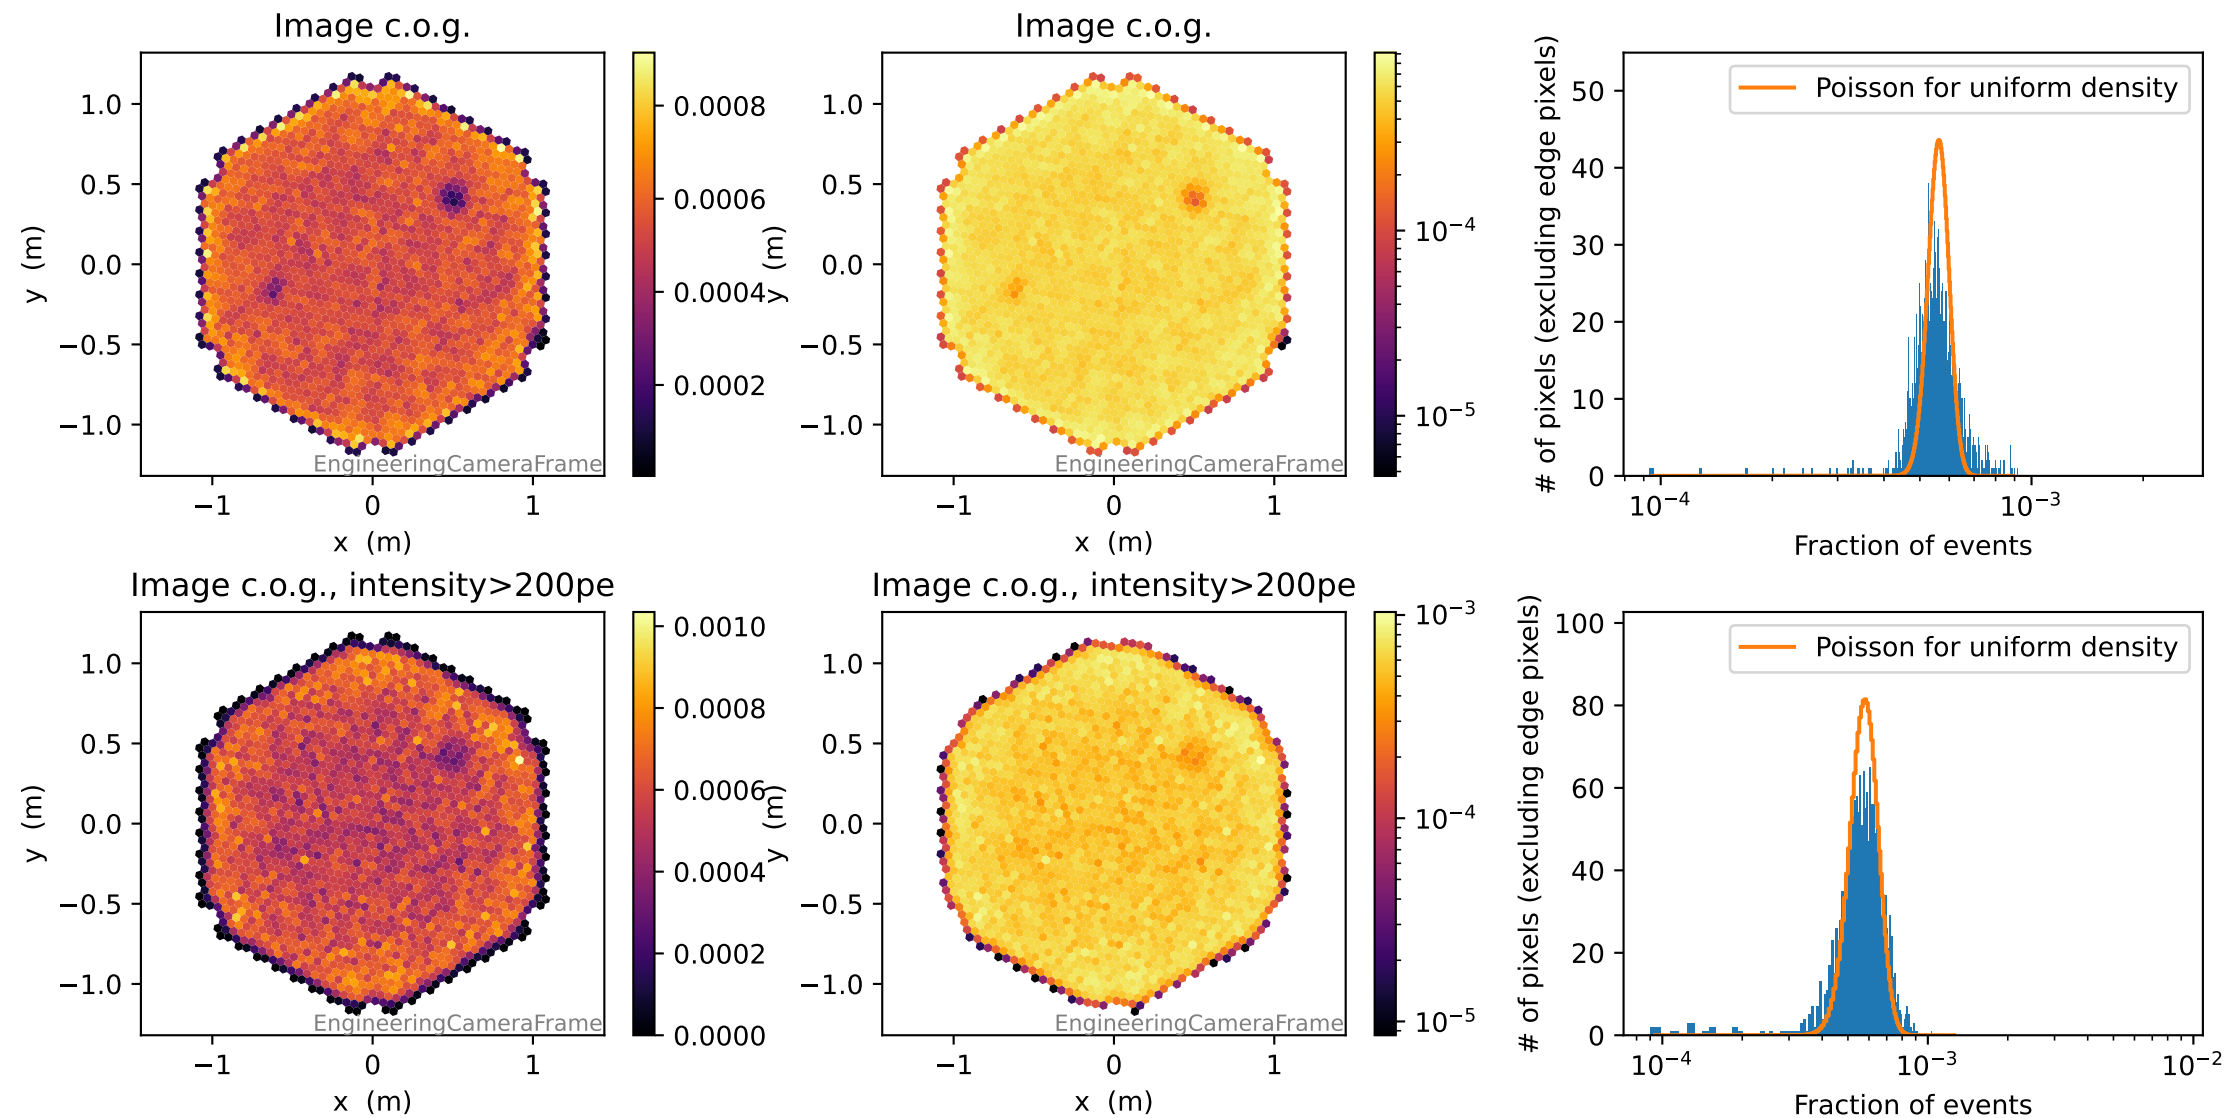 Image c.o.g.
1.0
0.5
0.0
−0.5
−1.0
y (m)
−1
0
1
x (m)
EngineeringCameraFrame
0.0008
0.0006
0.0004
0.0002
Image c.o.g.
1.0
0.5
0.0
−0.5
−1.0
y (m)
−1
0
1
x (m)
EngineeringCameraFrame
10−4
10−5
# of pixels (excluding edge pixels)
50
40
30
20
10
0
Poisson for uniform density
10−4
10−3
Fraction of events
Image c.o.g., intensity>200pe
1.0
0.5
0.0
−0.5
−1.0
y (m)
−1
0
1
x (m)
EngineeringCameraFrame
0.0010
0.0008
0.0006
0.0004
0.0002
0.0000
Image c.o.g., intensity>200pe
1.0
0.5
0.0
−0.5
−1.0
y (m)
−1
0
1
x (m)
EngineeringCameraFrame
10−3
10−4
10−5
# of pixels (excluding edge pixels)
100
80
60
40
20
0
Poisson for uniform density
10−4
10−3
10−2
Fraction of events